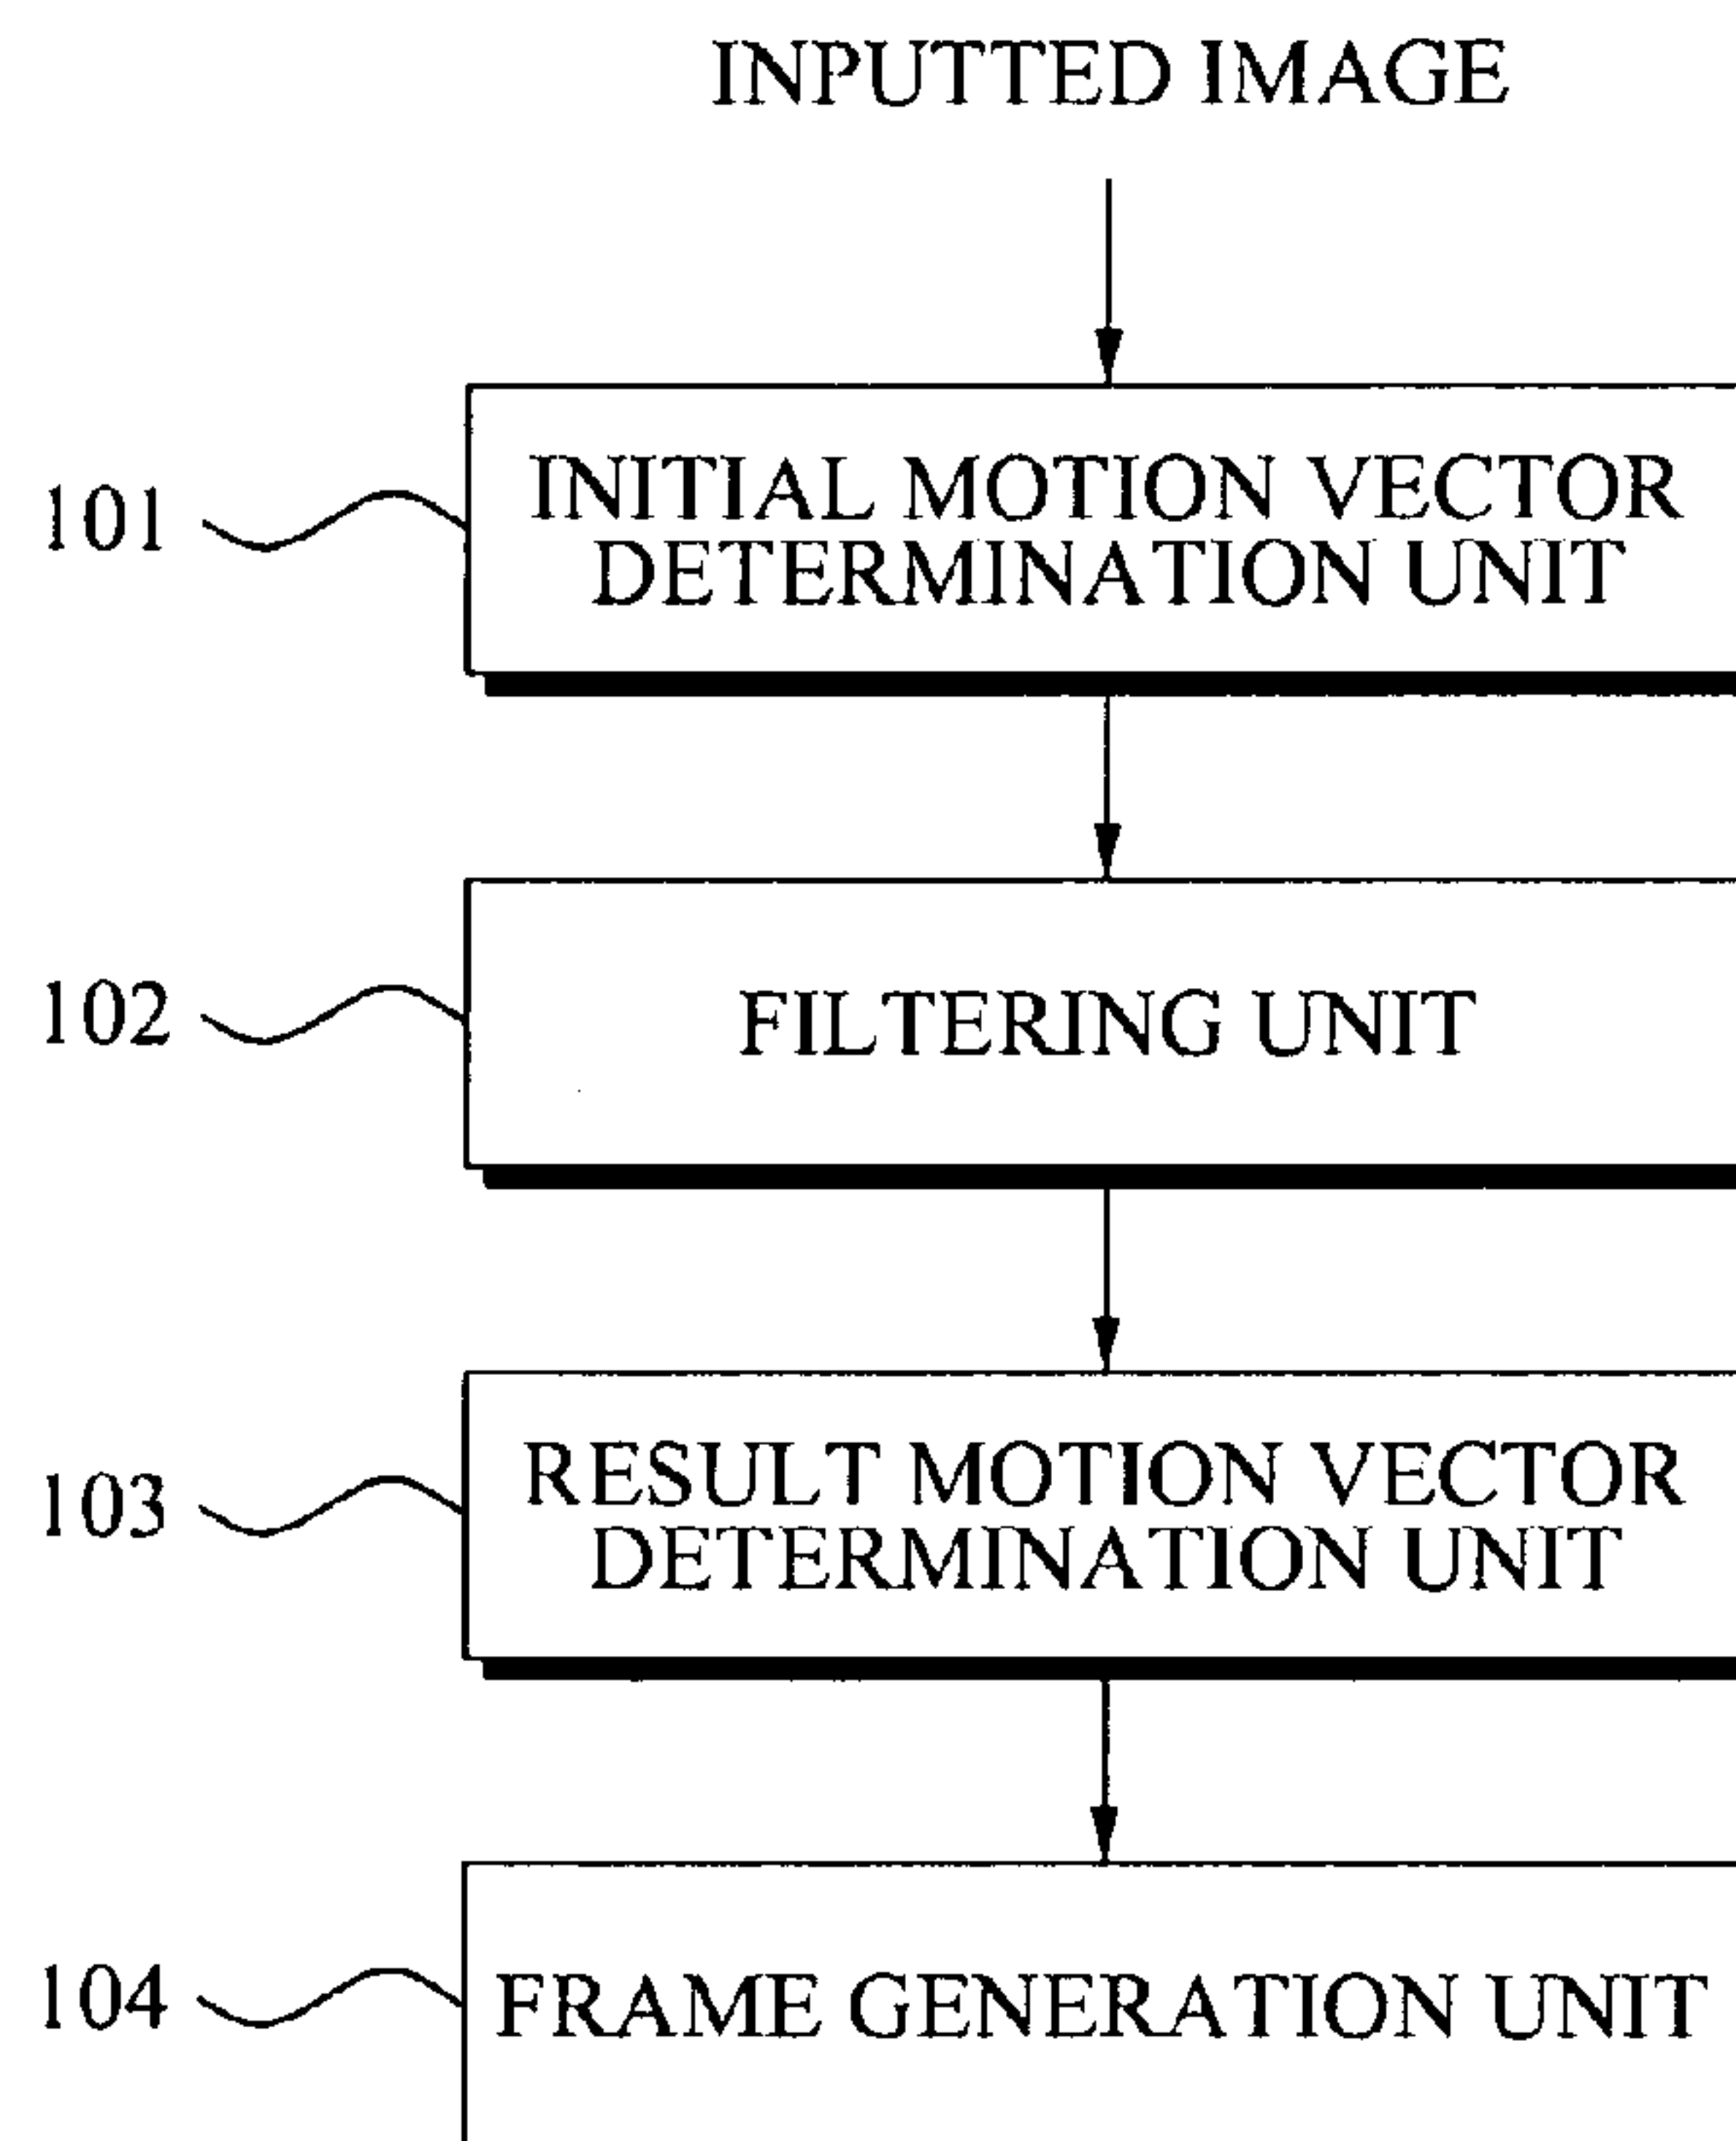 INPUTTED IMAGE
101
INITIAL MOTION VECTOR
DETERMINATION UNIT
102
FILTERING UNIT
103
RESULT MOTION VECTOR
DETERMINATION UNIT
104
FRAME GENERATION UNIT